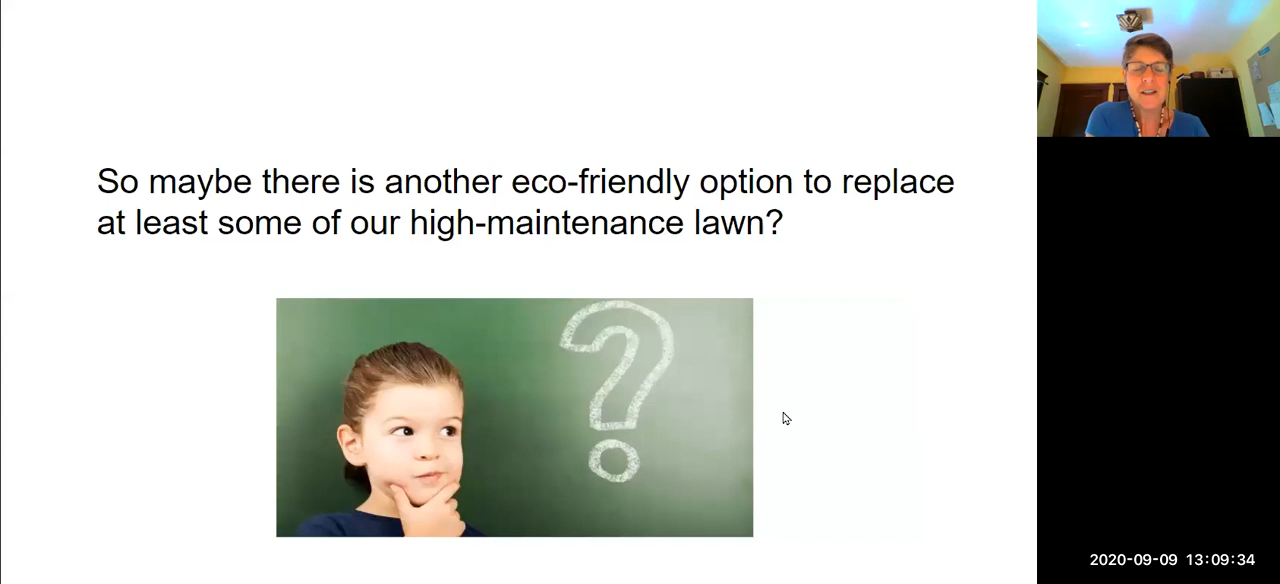 So maybe there is another eco-friendly option to replace
at least some of our high-maintenance lawn?
?
2020-09-09 13:09:34